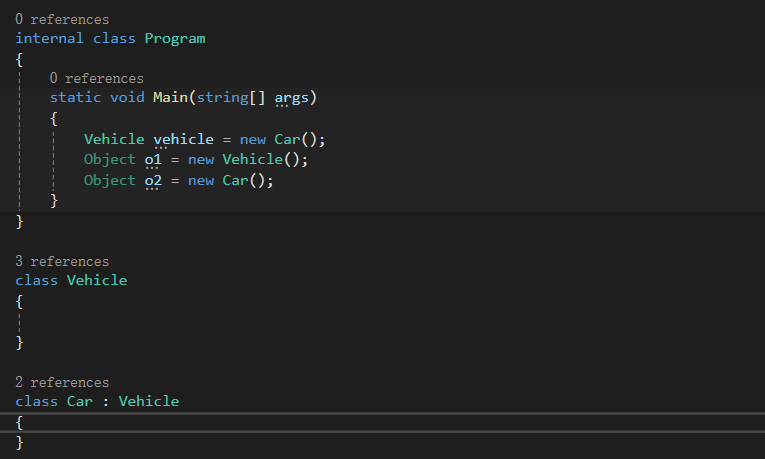 0 references
internal class Program
{
0 references
static void Main(string[] args)
{
Vehicle vehicle = new Car();
Object o1 = new Vehicle();
Object o2 = new Car();
}
}
3 references
class Vehicle
{
}
2 references
class Car : Vehicle
{
}